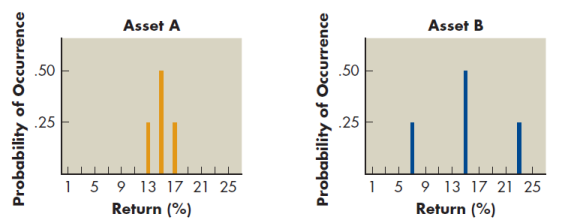 Asset A
Probability of Occurrence
.50
.25
1 5 9 13 17 21 25
Return (%)
Asset B
Probability of Occurrence
.50
.25
1 5 9 13 17 21 25
Return (%)